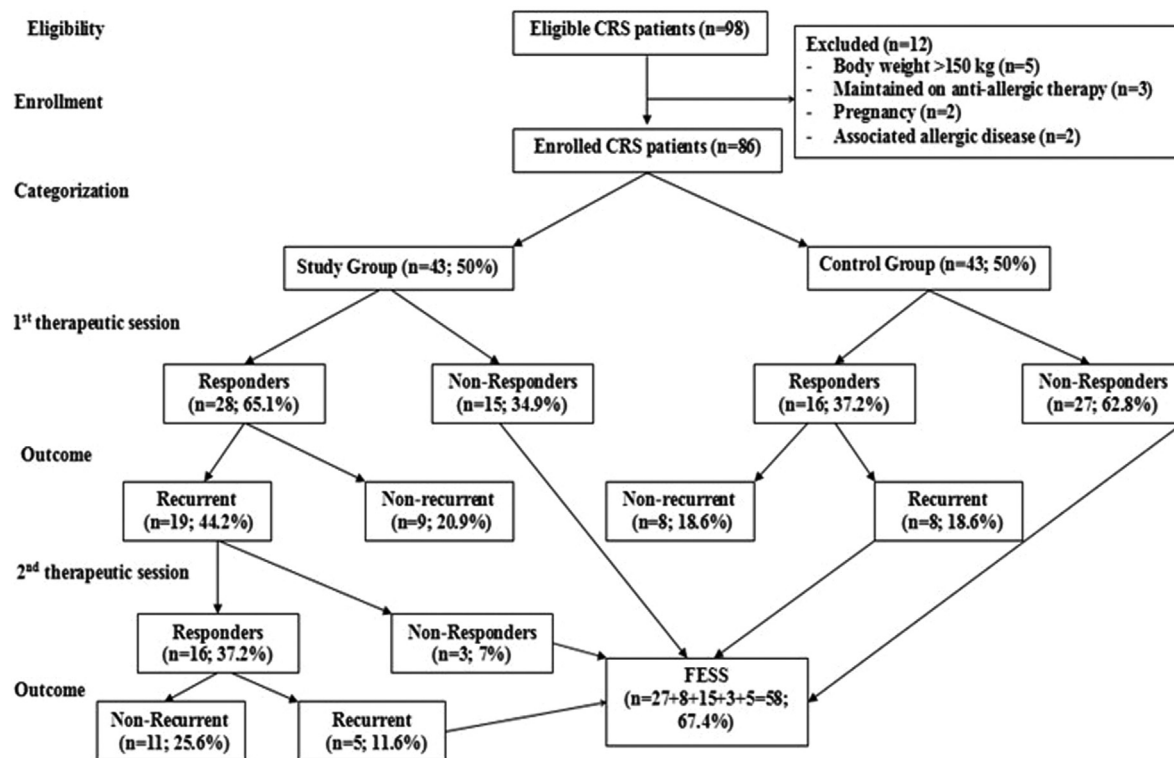 Eligibility
Eligible CRS patients (n=98)
Excluded (n=12)
- Body weight >150 kg (n=5)
- Maintained on anti-allergic therapy (n=3)
- Pregnancy (n=2)
- Associated allergic disease (n=2)
Enrollment
Enrolled CRS patients (n=86)
Categorization
Study Group (n=43; 50%)
Control Group (n=43; 50%)
1st therapeutic session
Responders
(n=28; 65.1%)
Non-Responders
(n=15; 34.9%)
Responders
(n=16; 37.2%)
Non-Responders
(n=27; 62.8%)
Outcome
Recurrent
(n=19; 44.2%)
Non-recurrent
(n=9; 20.9%)
Non-recurrent
(n=8; 18.6%)
Recurrent
(n=8; 18.6%)
2nd therapeutic session
Responders
(n=16; 37.2%)
Non-Responders
(n=3; 7%)
FESS
(n=27+8+15+3+5=58;
67.4%)
Outcome
Non-Recurrent
(n=11; 25.6%)
Recurrent
(n=5; 11.6%)